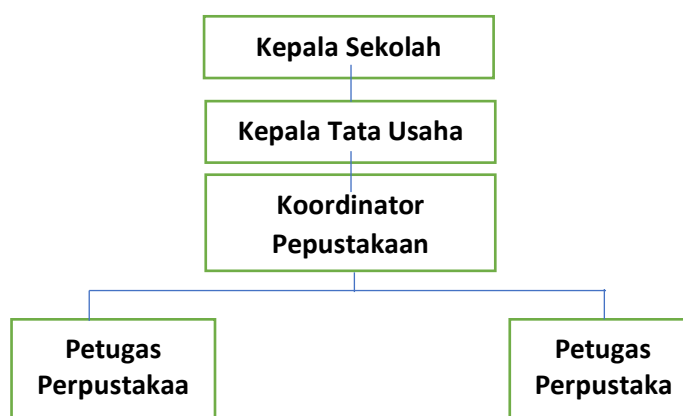 Kepala Sekolah
Kepala Tata Usaha
Koordinator
Pepustakaan
Petugas
Perpustakaa
Petugas
Perpustaka